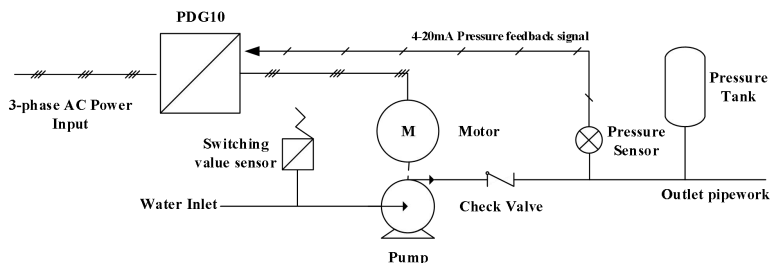 PDG10
4-20mA Pressure feedback signal
3-phase AC Power
Input
Switching
value sensor
M
Motor
Pressure
Sensor
Pressure
Tank
Water Inlet
Check Valve
Outlet pipework
Pump